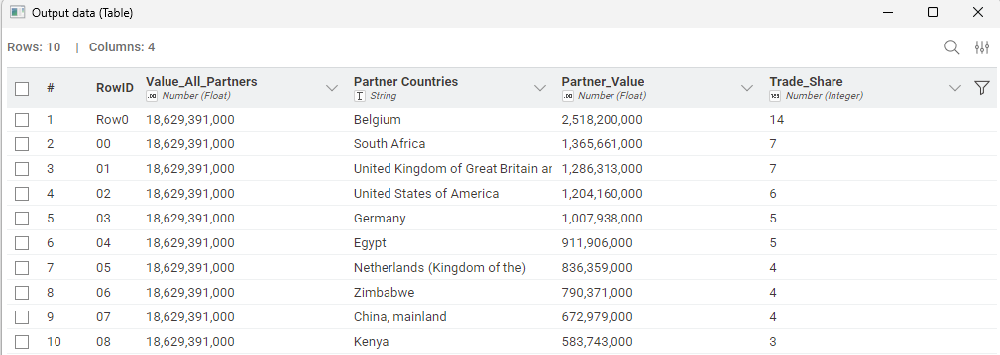 Output data (Table)
Rows: 10 | Columns: 4
# RowID Value_All_Partners Partner Countries Partner_Value Trade_Share
.00 Number (Float) T String .00 Number (Float) 123 Number (Integer)
1 Row0 18,629,391,000 Belgium 2,518,200,000 14
2 00 18,629,391,000 South Africa 1,365,661,000 7
3 01 18,629,391,000 United Kingdom of Great Britain ar 1,286,313,000 7
4 02 18,629,391,000 United States of America 1,204,160,000 6
5 03 18,629,391,000 Germany 1,007,938,000 5
6 04 18,629,391,000 Egypt 911,906,000 5
7 05 18,629,391,000 Netherlands (Kingdom of the) 836,359,000 4
8 06 18,629,391,000 Zimbabwe 790,371,000 4
9 07 18,629,391,000 China, mainland 672,979,000 4
10 08 18,629,391,000 Kenya 583,743,000 3